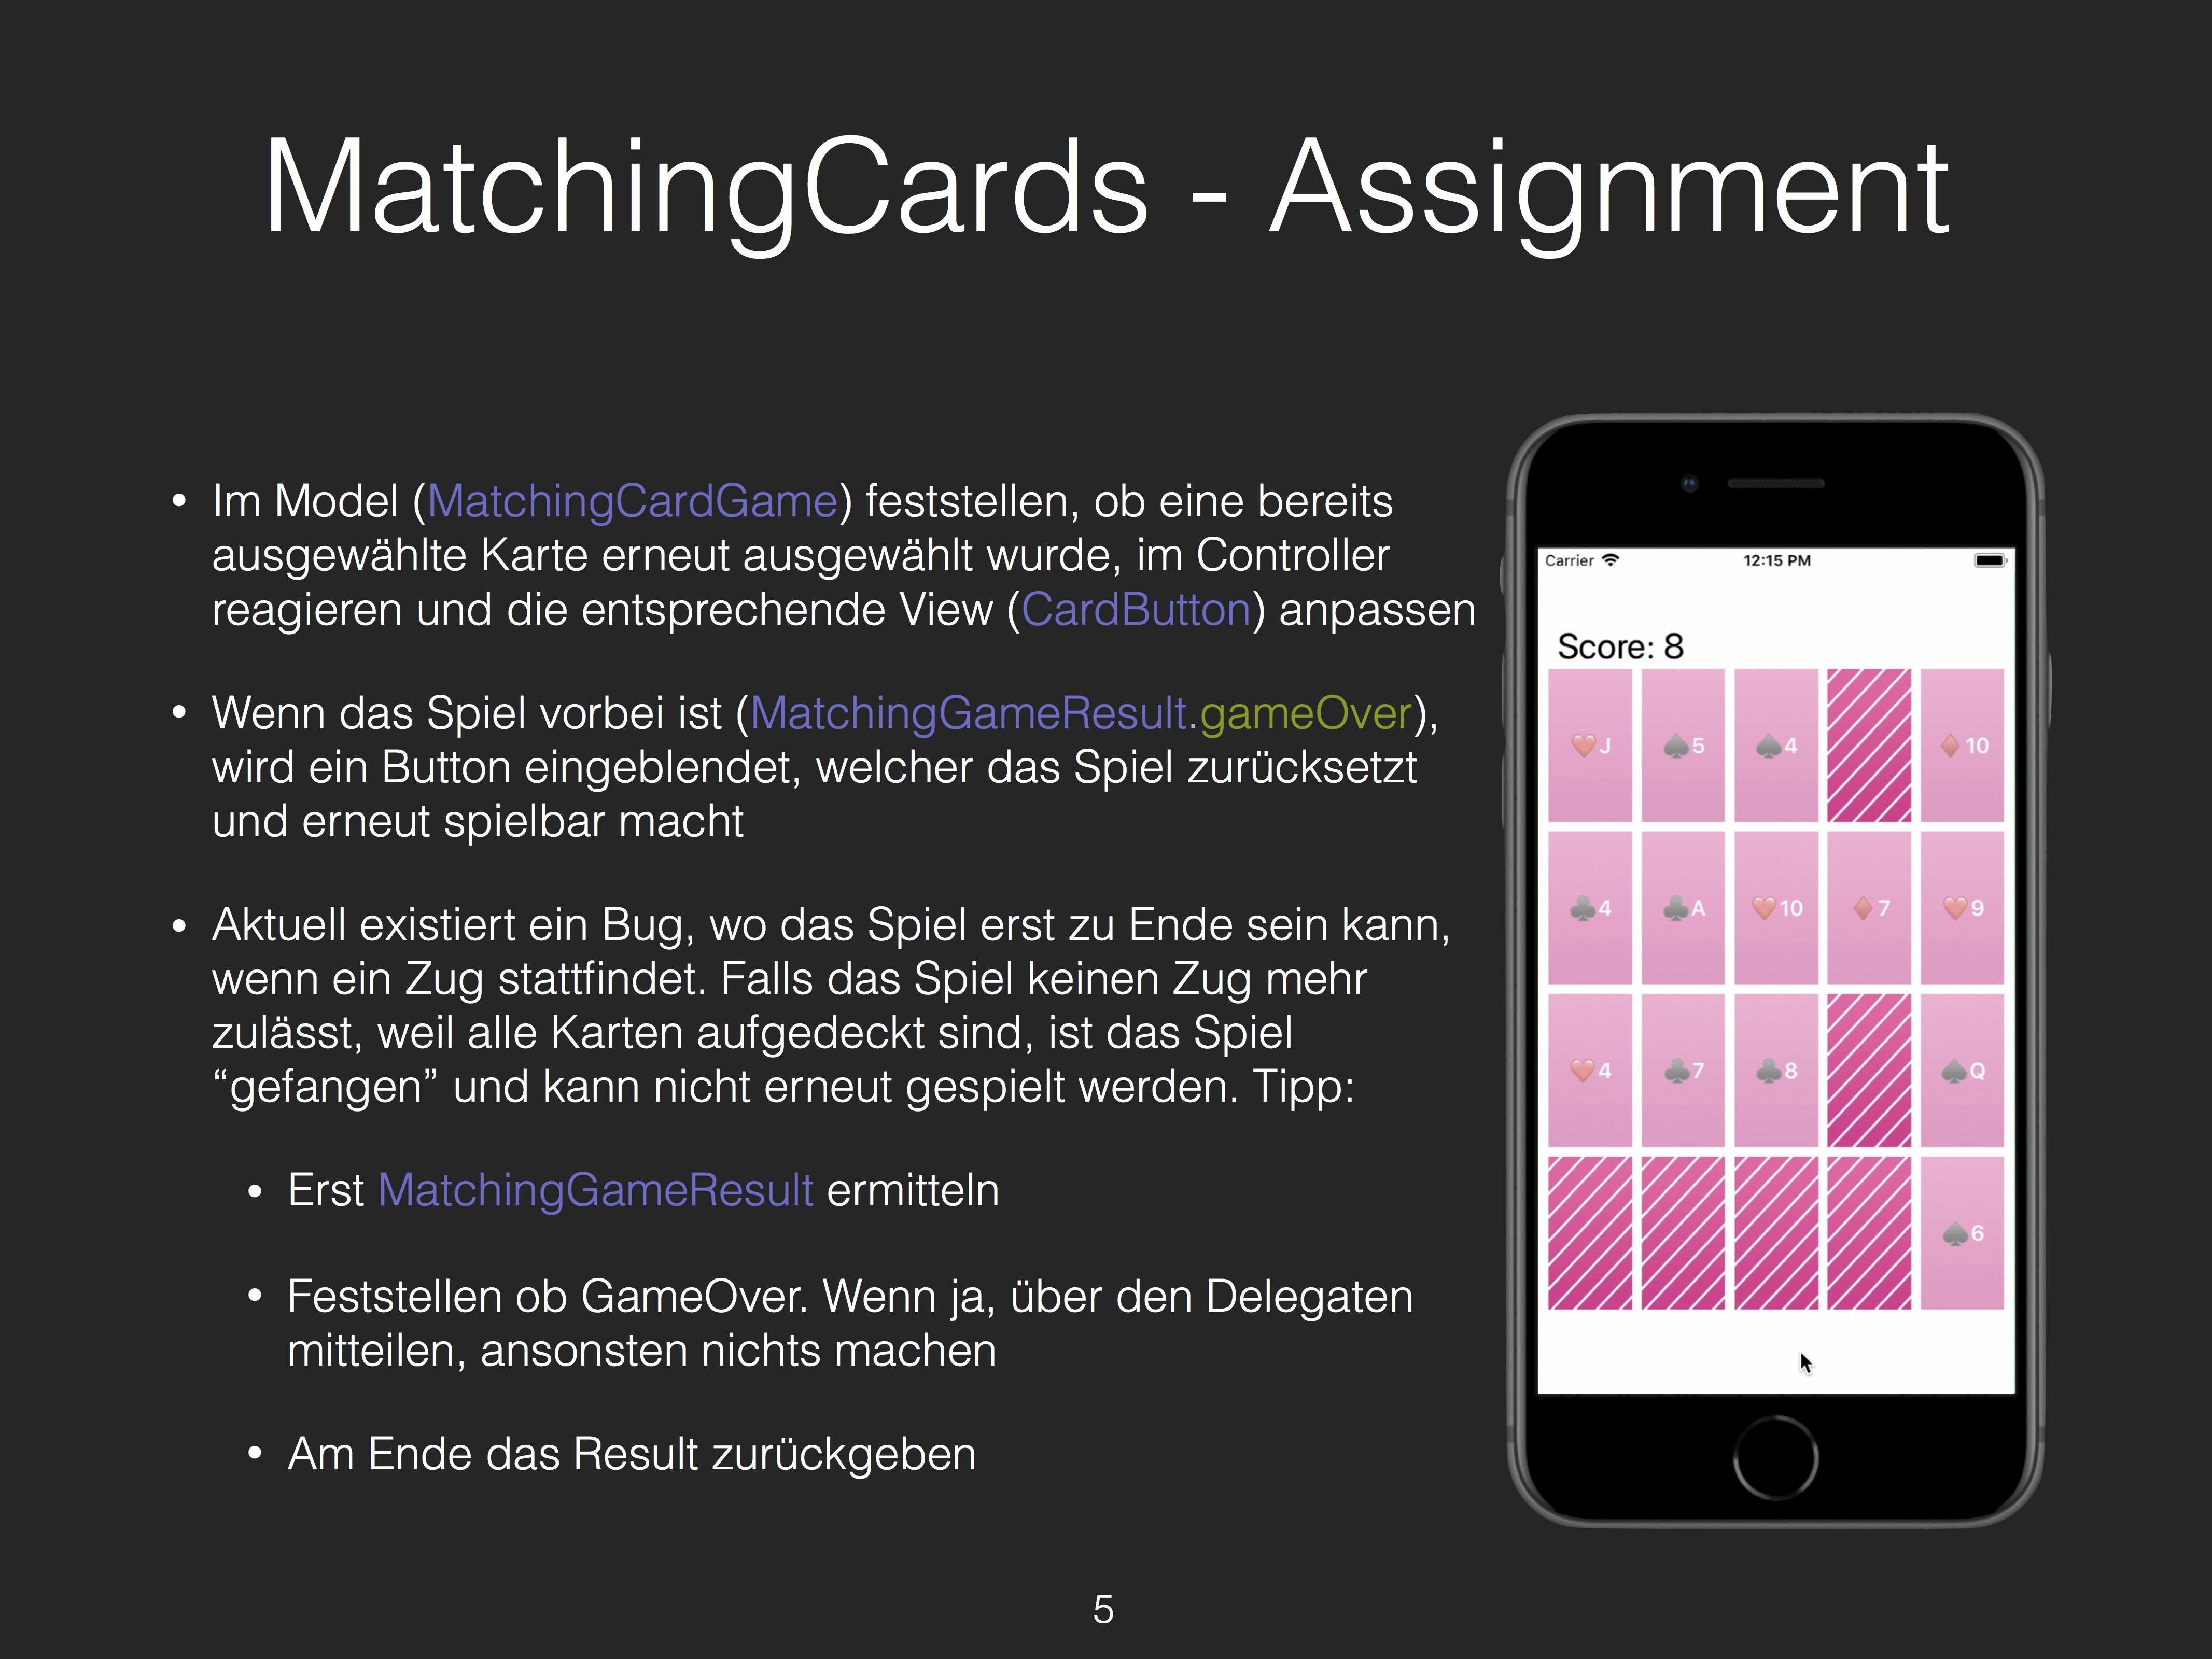 MatchingCards - Assignment
• Im Model (MatchingCardGame) feststellen, ob eine bereits
ausgewählte Karte erneut ausgewählt wurde, im Controller
reagieren und die entsprechende View (CardButton) anpassen
• Wenn das Spiel vorbei ist (MatchingGameResult.gameOver),
wird ein Button eingeblendet, welcher das Spiel zurücksetzt
und erneut spielbar macht
• Aktuell existiert ein Bug, wo das Spiel erst zu Ende sein kann,
wenn ein Zug stattfindet. Falls das Spiel keinen Zug mehr
zulässt, weil alle Karten aufgedeckt sind, ist das Spiel
“gefangen” und kann nicht erneut gespielt werden. Tipp:
• Erst MatchingGameResult ermitteln
• Feststellen ob GameOver. Wenn ja, über den Delegaten
mitteilen, ansonsten nichts machen
• Am Ende das Result zurückgeben
Carrier 12:15 PM
Score: 8
♥J ♠5 ♠4 ♦10
♣4 ♣A ♥10 ♦7 ♥9
♥4 ♣7 ♣8 ♠Q
♠6
5